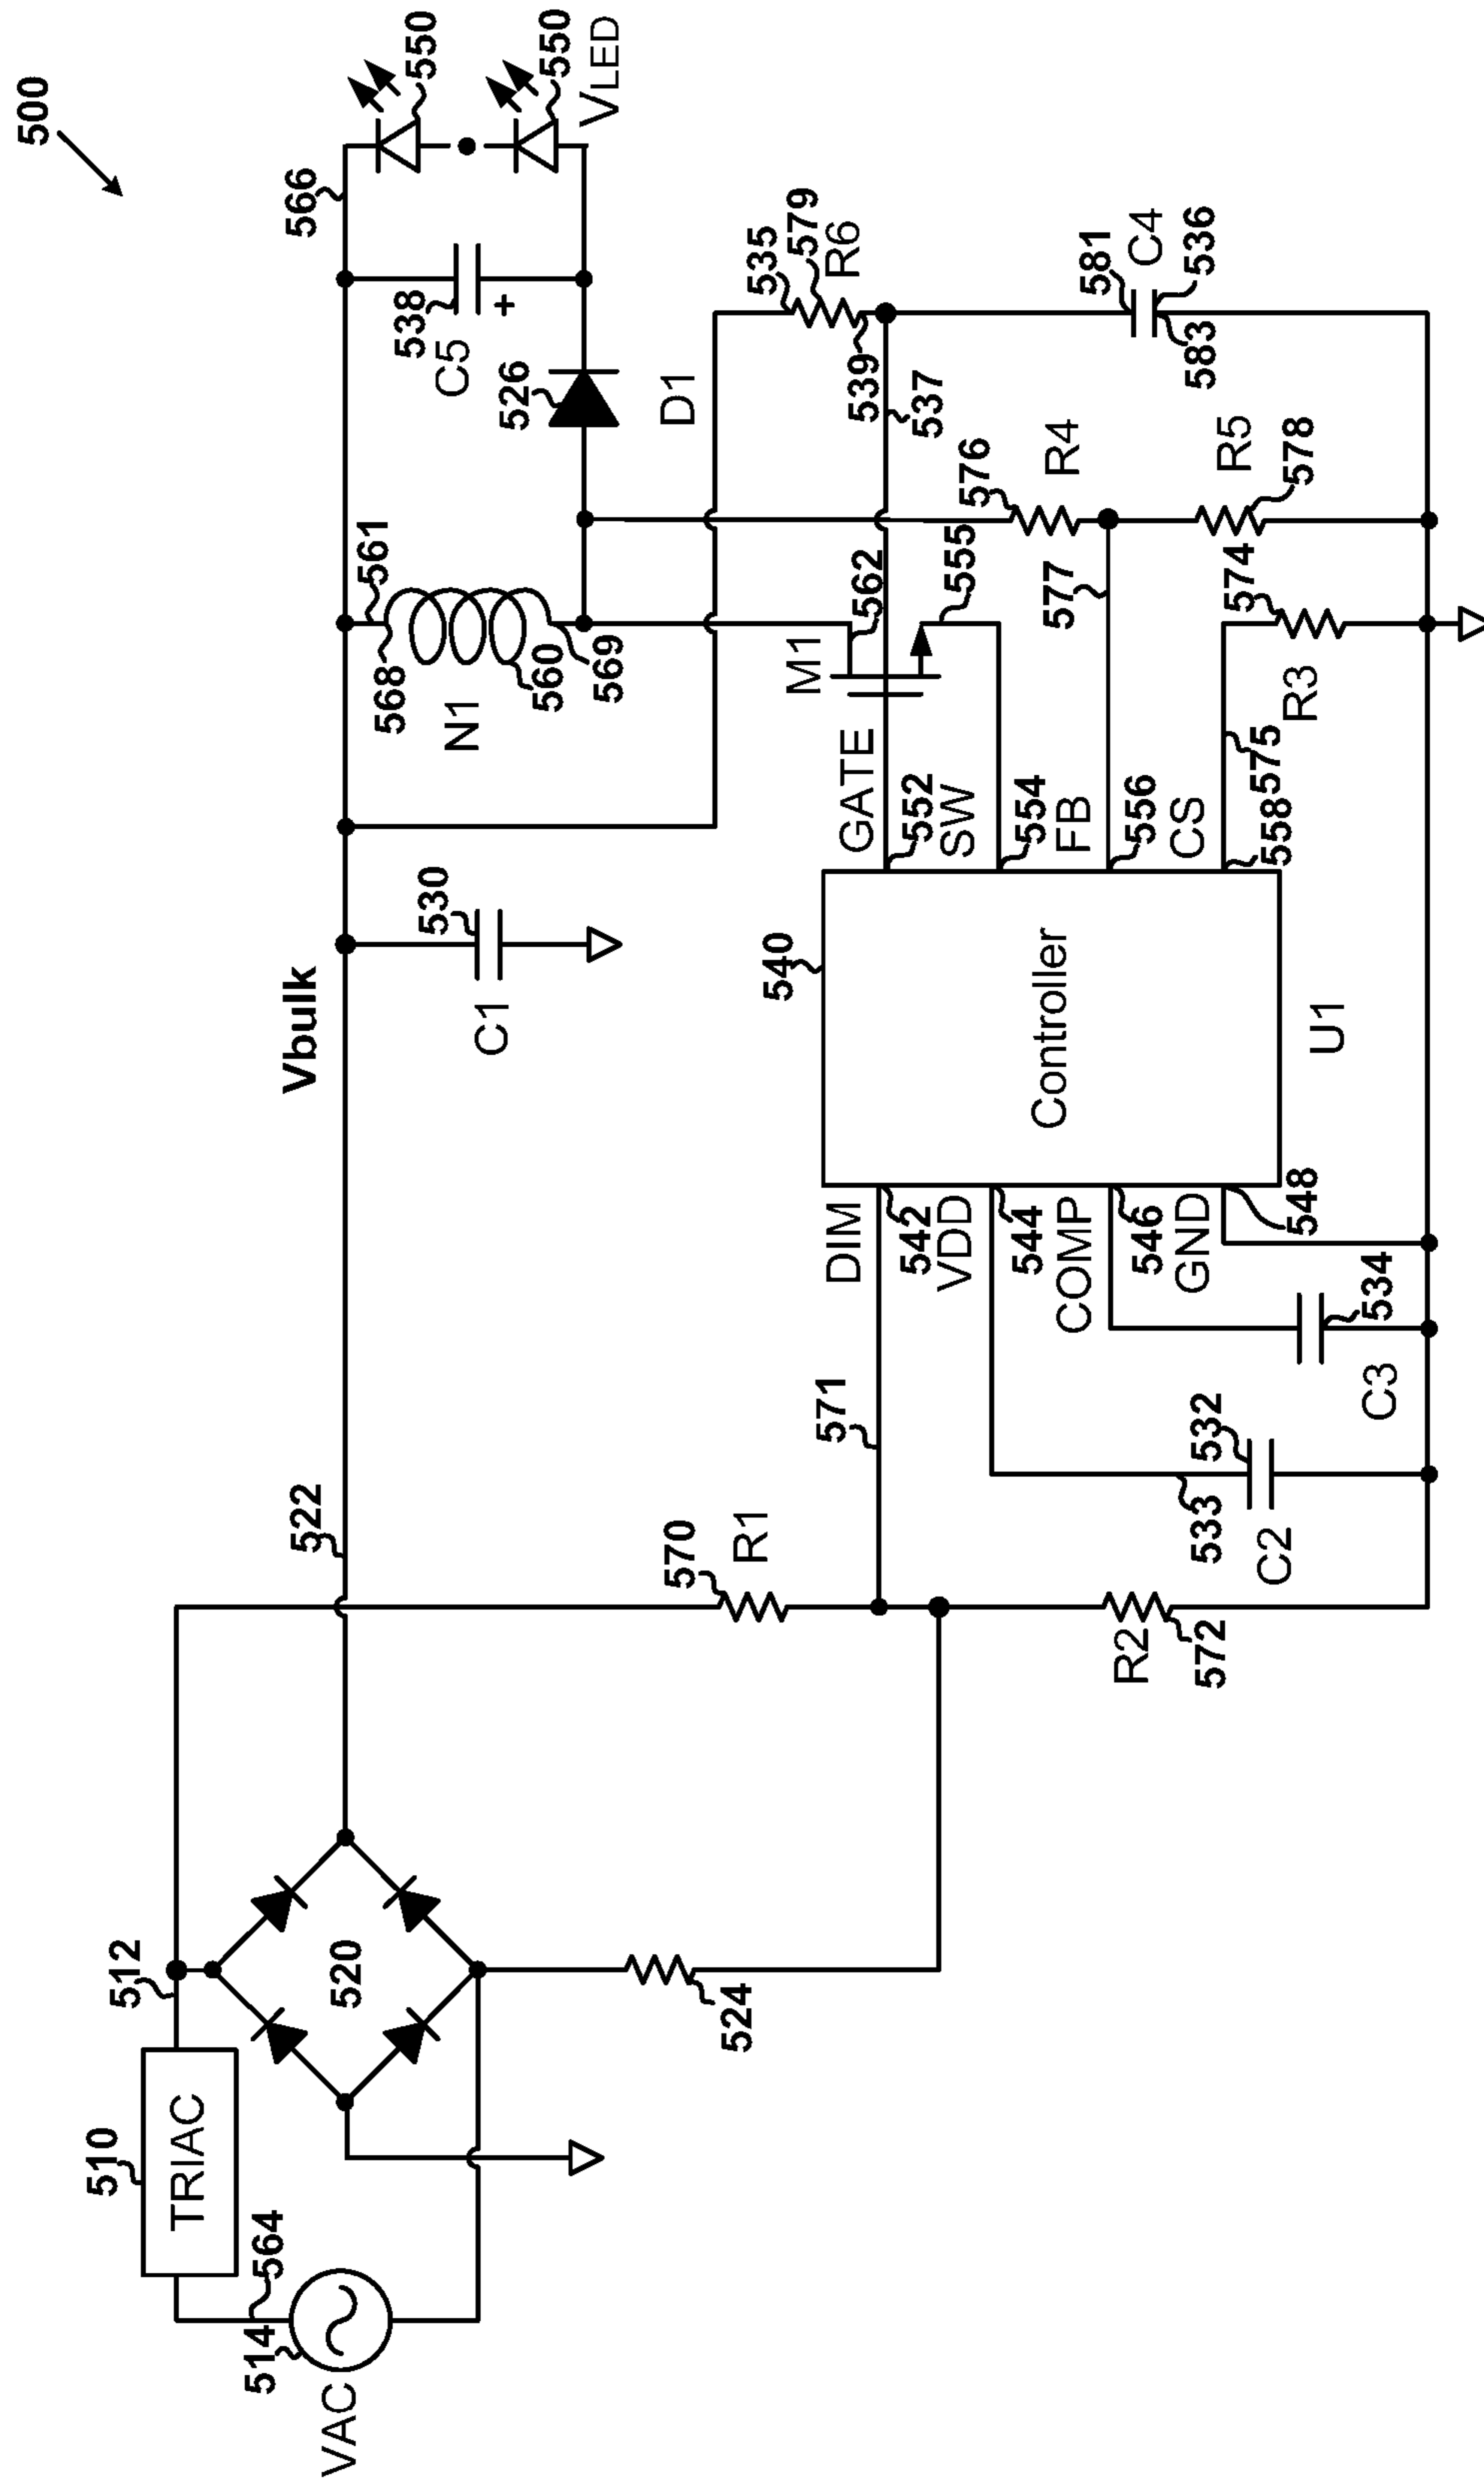 500
510
TRIAC
564
514
VAC
512
520
524
522
Vbulk
C1
530
561
568
N1
560
569
566
538
C5
526
D1
550
550
VLED
535
579
R6
539
537
581
C4
536
583
570
R1
571
R2
572
DIM
542
VDD
544
COMP
546
GND
548
533
532
C2
534
C3
540
Controller
U1
M1
562
555
GATE
552
SW
554
FB
556
CS
558
575
577
576
R4
R5
578
574
R3